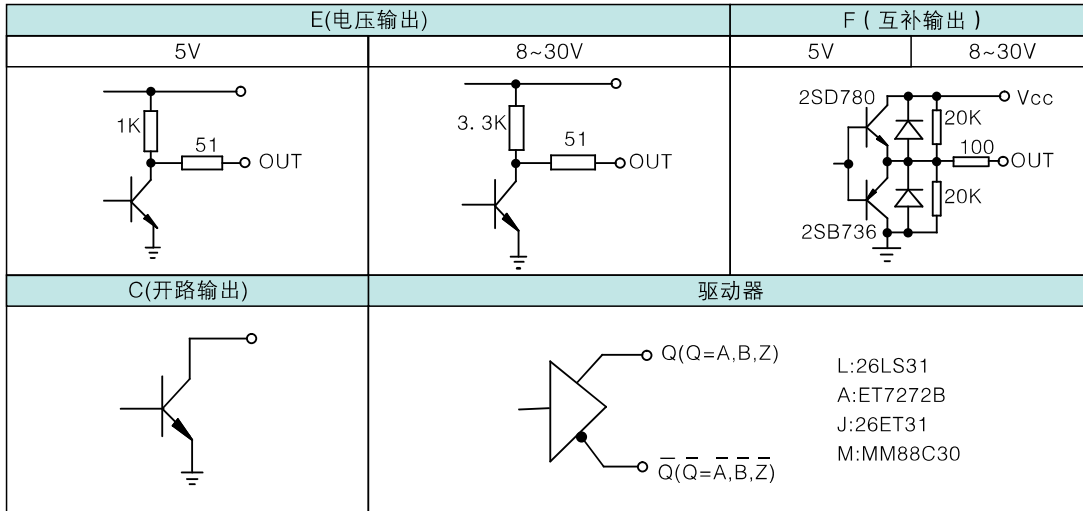 E(电压输出)
F(互补输出)
5V
8~30V
5V
8~30V
1K
51
OUT
3.3K
51
OUT
2SD780
Vcc
20K
100
OUT
20K
2SB736
C(开路输出)
驱动器
Q(Q=A,B,Z)
Q̅(Q̅=A̅,B̅,Z̅)
L:26LS31
A:ET7272B
J:26ET31
M:MM88C30